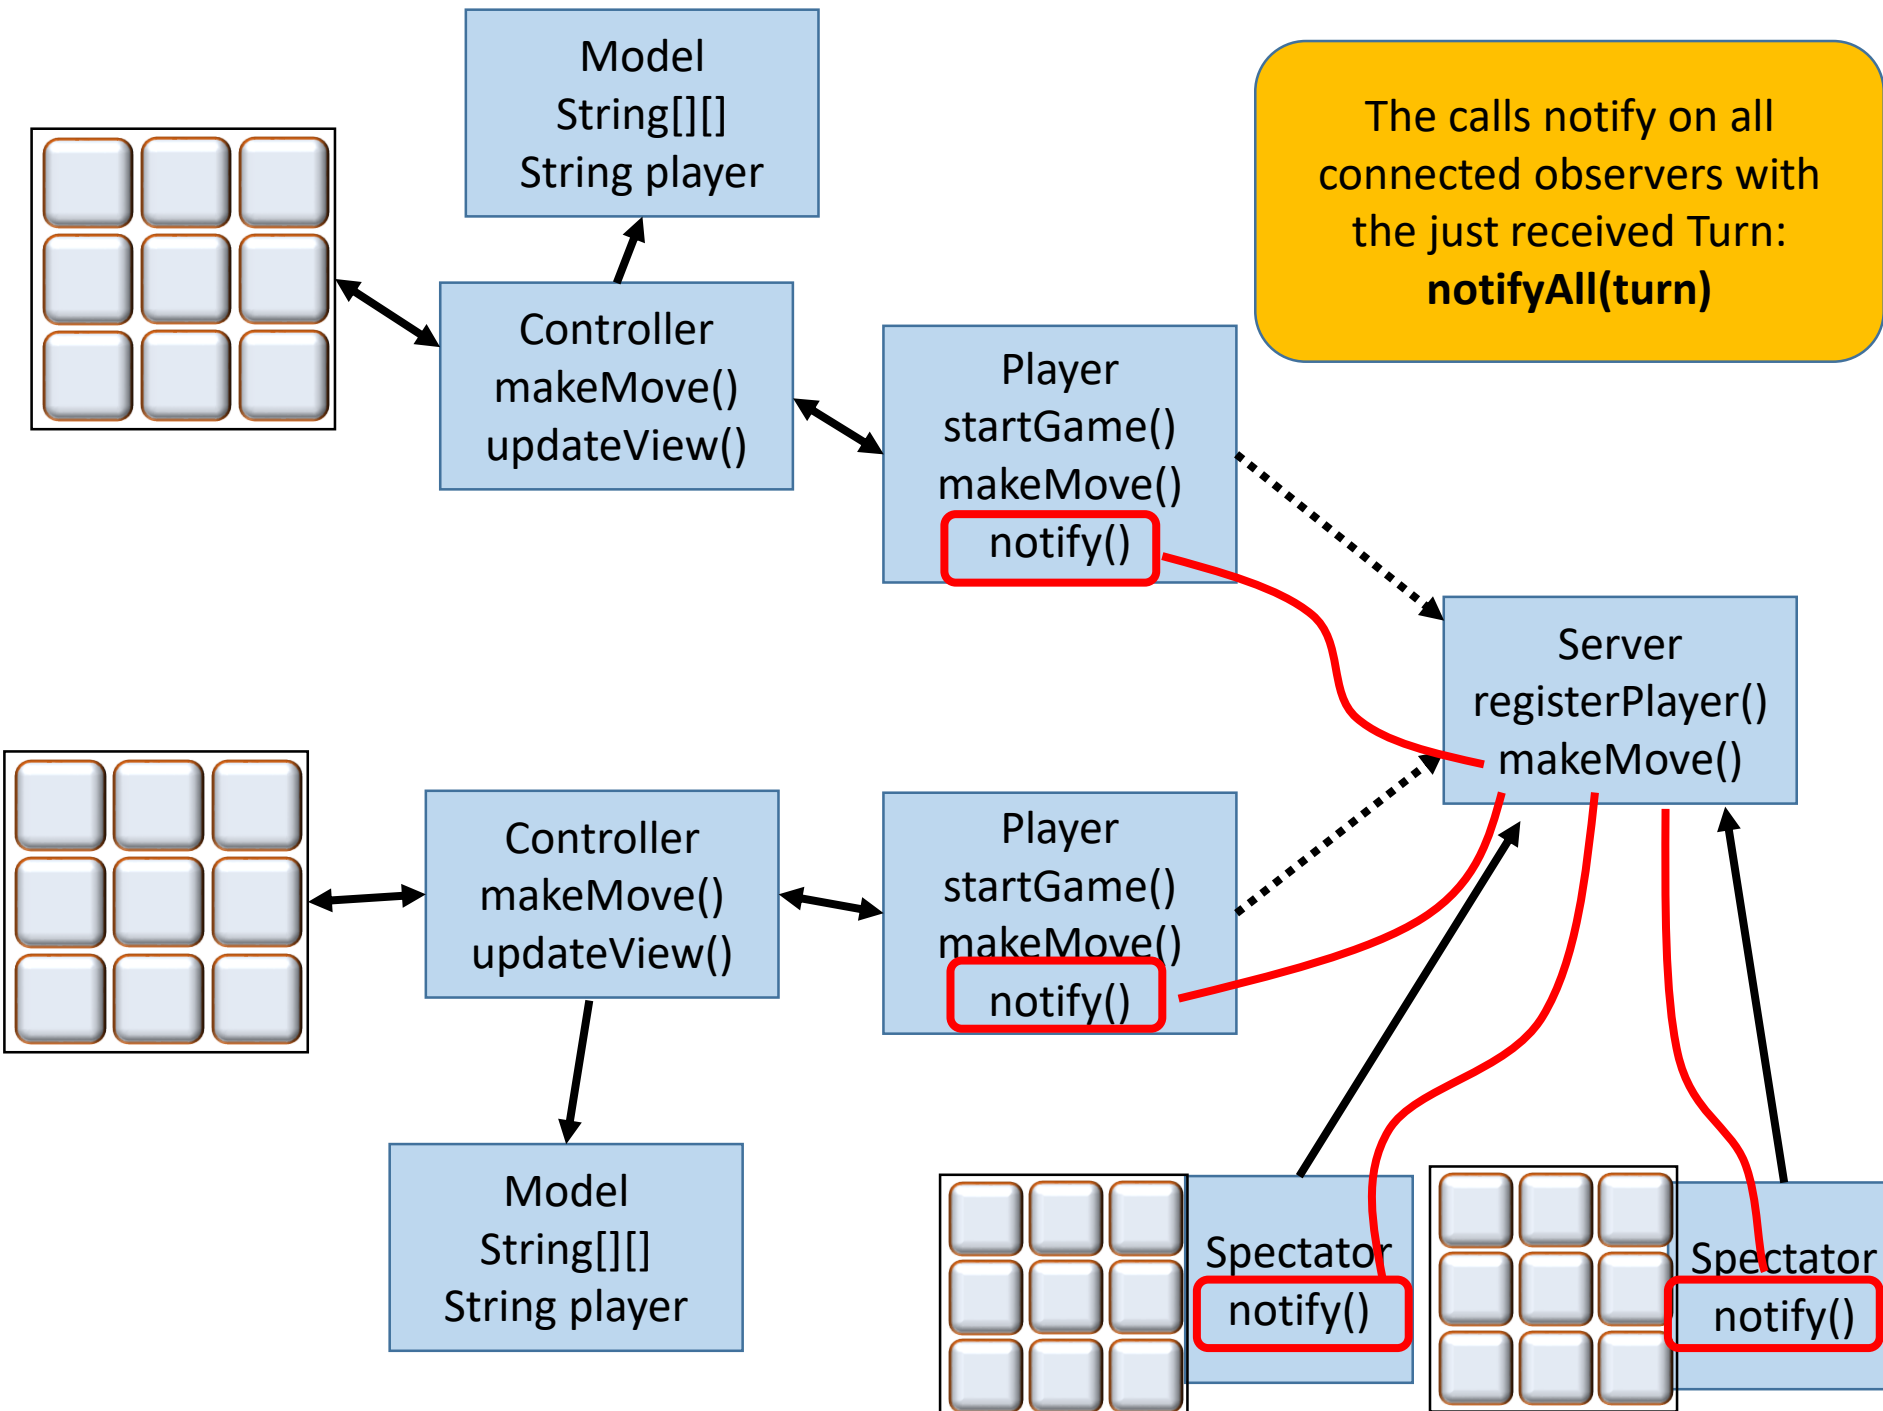 Model
String[][]
String player
The calls notify on all
connected observers with
the just received Turn:
notifyAll(turn)
Controller
makeMove()
updateView()
Player
startGame()
makeMove()
notify()
Server
registerPlayer()
makeMove()
Controller
makeMove()
updateView()
Player
startGame()
makeMove()
notify()
Model
String[][]
String player
Spectator
notify()
Spectator
notify()